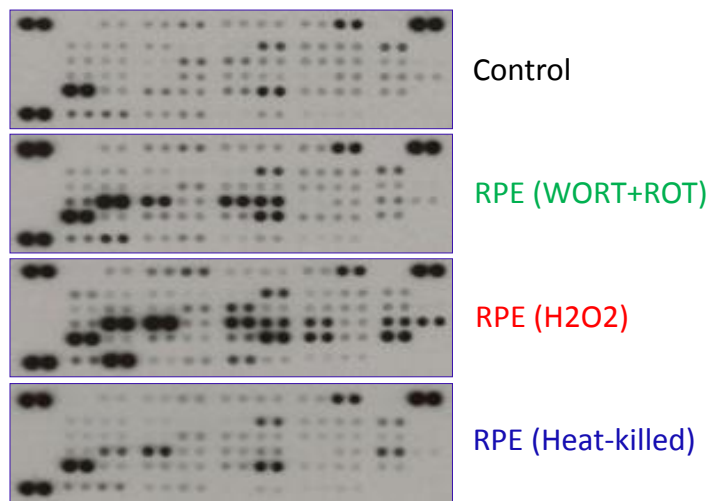 Control
RPE (WORT+ROT)
RPE (H2O2)
RPE (Heat-killed)